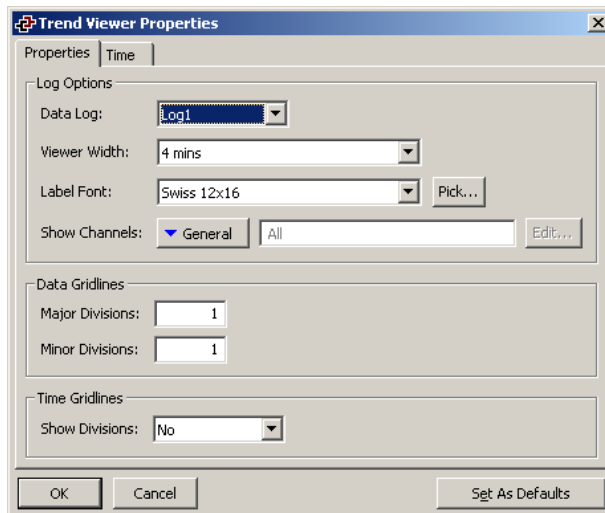 Trend Viewer Properties
Properties Time
Log Options
Data Log: Log1
Viewer Width: 4 mins
Label Font: Swiss 12x16 Pick...
Show Channels: General All Edit...
Data Gridlines
Major Divisions: 1
Minor Divisions: 1
Time Gridlines
Show Divisions: No
OK Cancel Set As Defaults